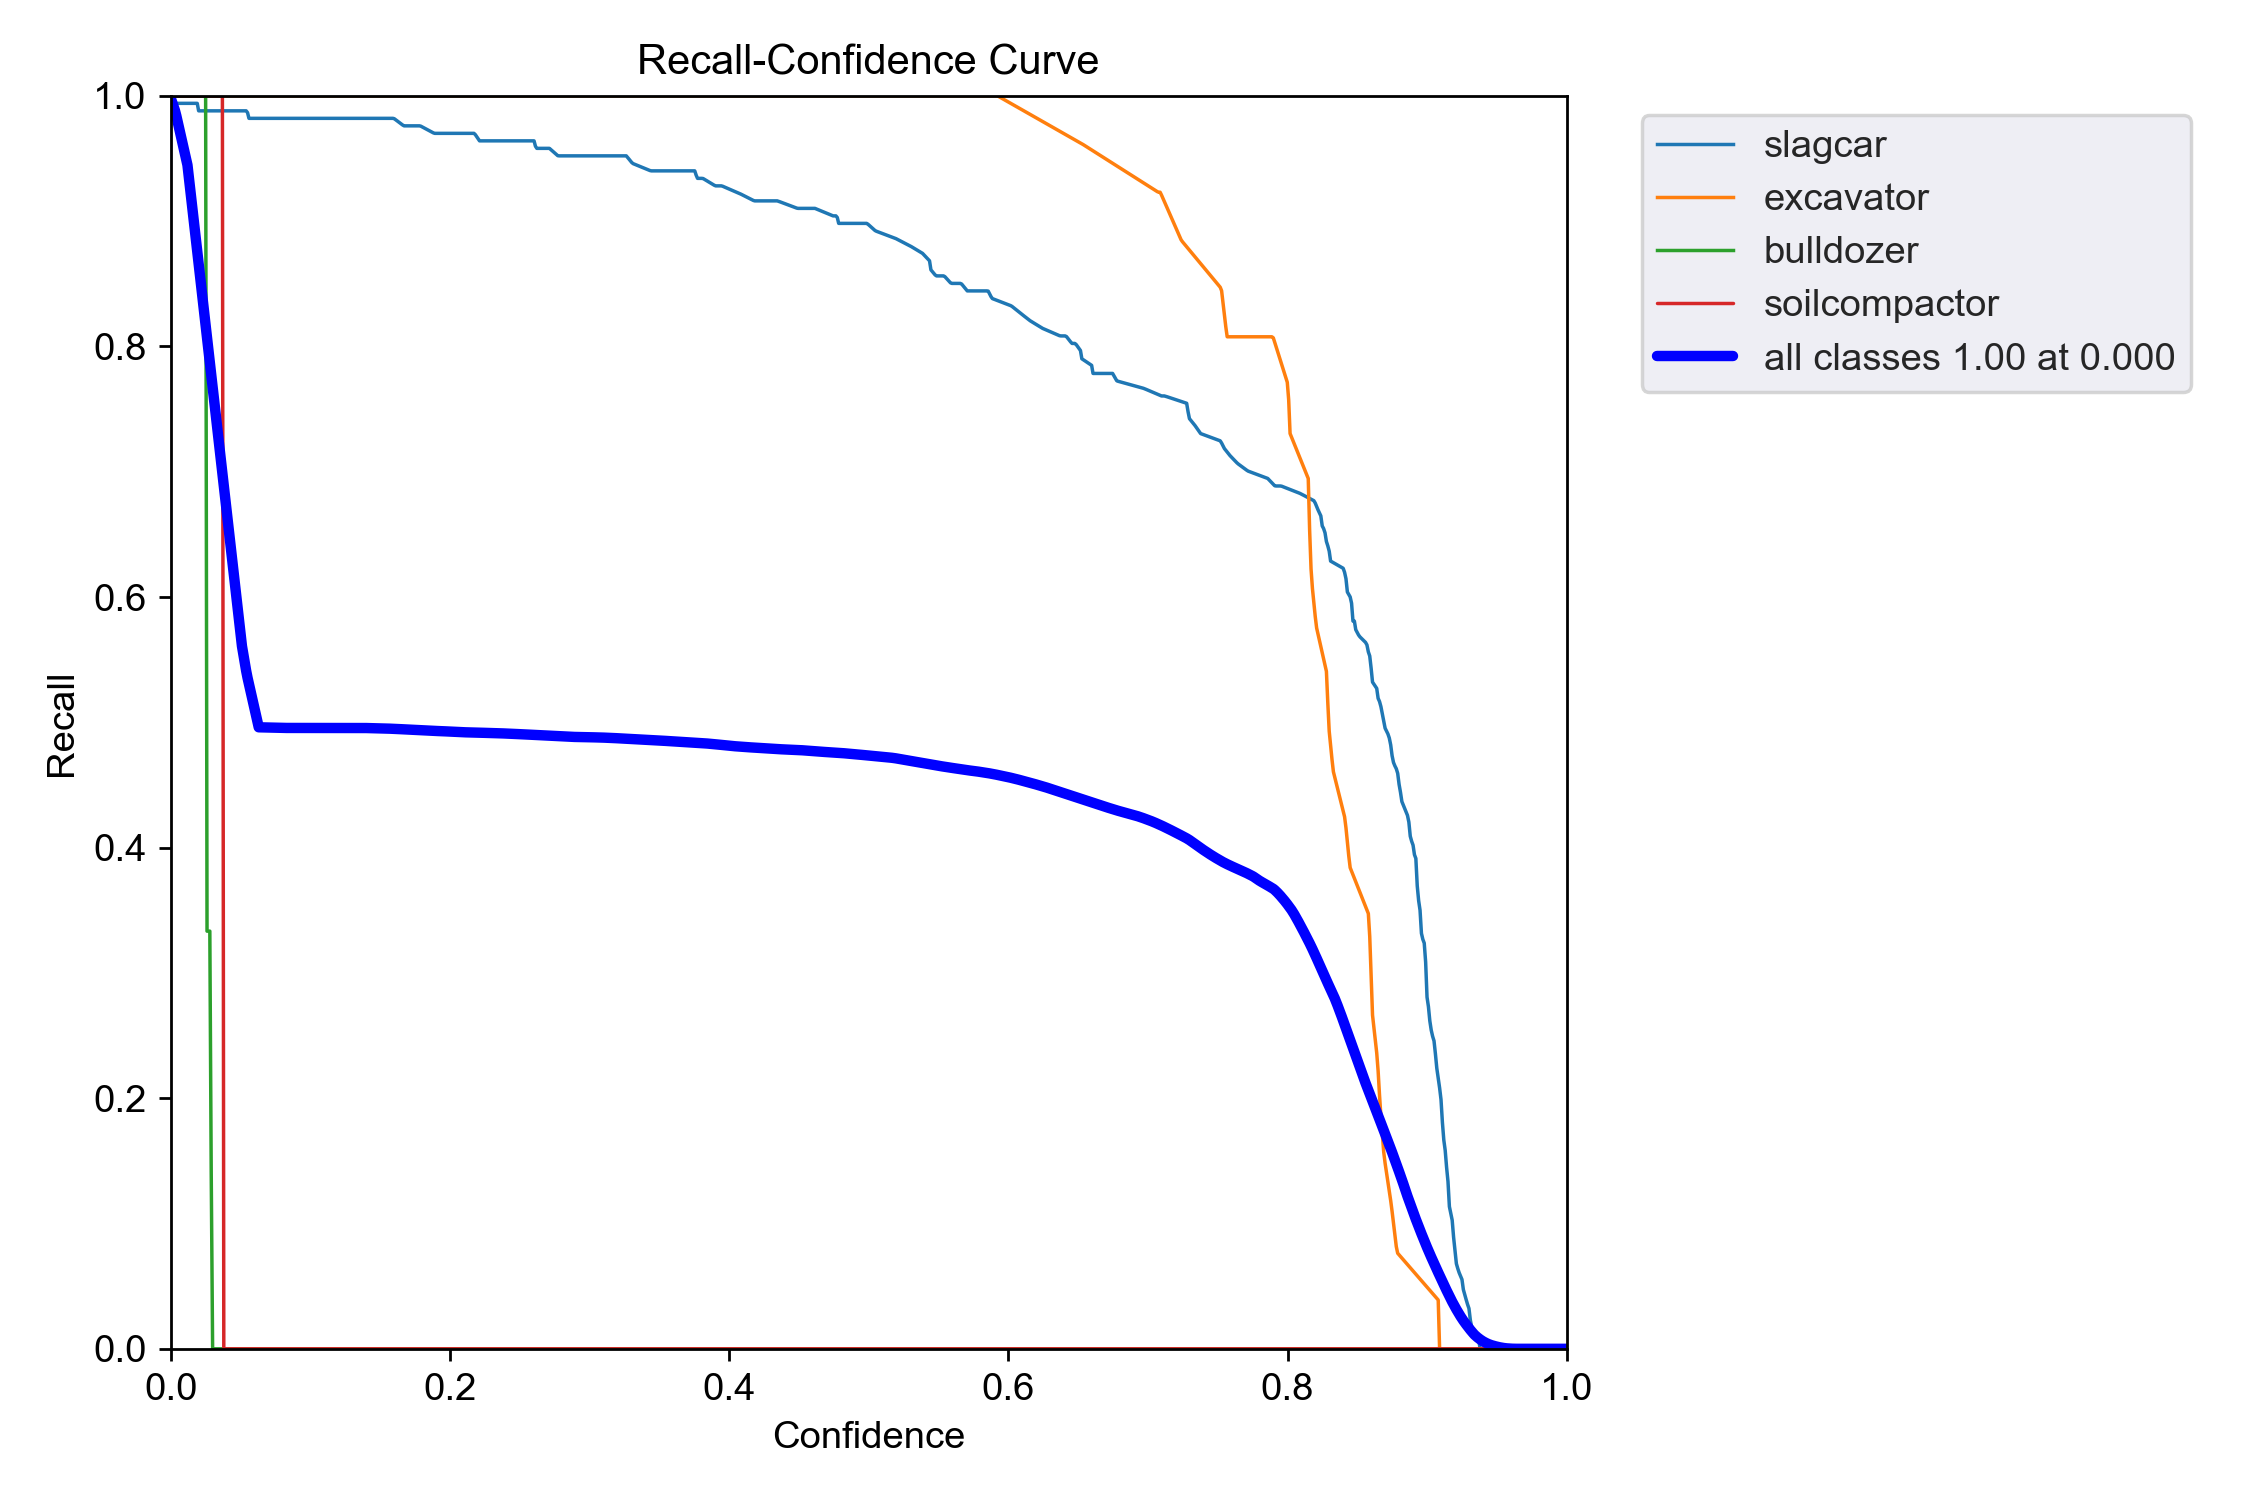 Recall-Confidence Curve
1.0
0.8
0.6
0.4
0.2
0.0
Recall
0.0 0.2 0.4 0.6 0.8 1.0
Confidence
slagcar
excavator
bulldozer
soilcompactor
all classes 1.00 at 0.000